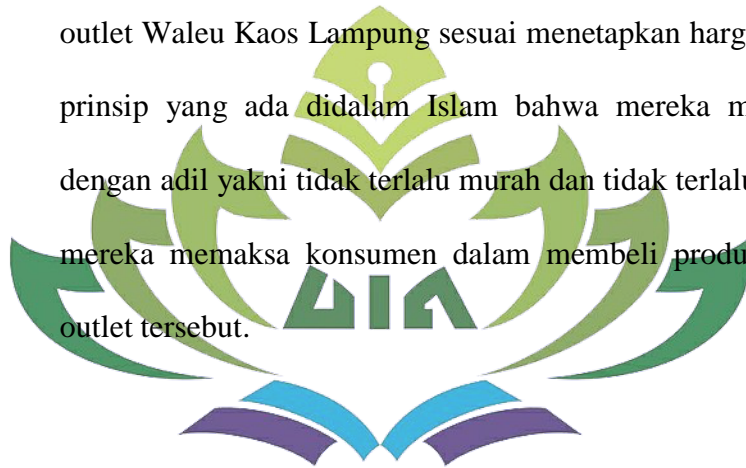 outlet Waleu Kaos Lampung sesuai menetapkan harg
prinsip yang ada didalam Islam bahwa mereka m
dengan adil yakni tidak terlalu murah dan tidak terlalu
mereka memaksa konsumen dalam membeli produ
outlet tersebut.
UIN